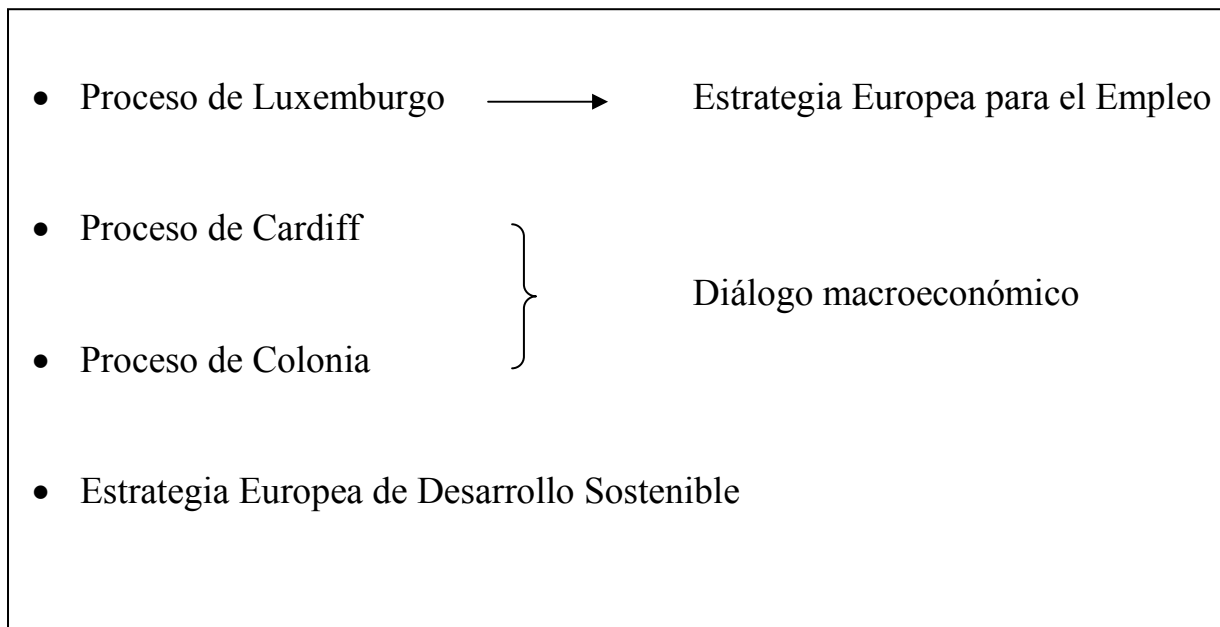 • Proceso de Luxemburgo Estrategia Europea para el Empleo
• Proceso de Cardiff
Diálogo macroeconómico
• Proceso de Colonia
• Estrategia Europea de Desarrollo Sostenible